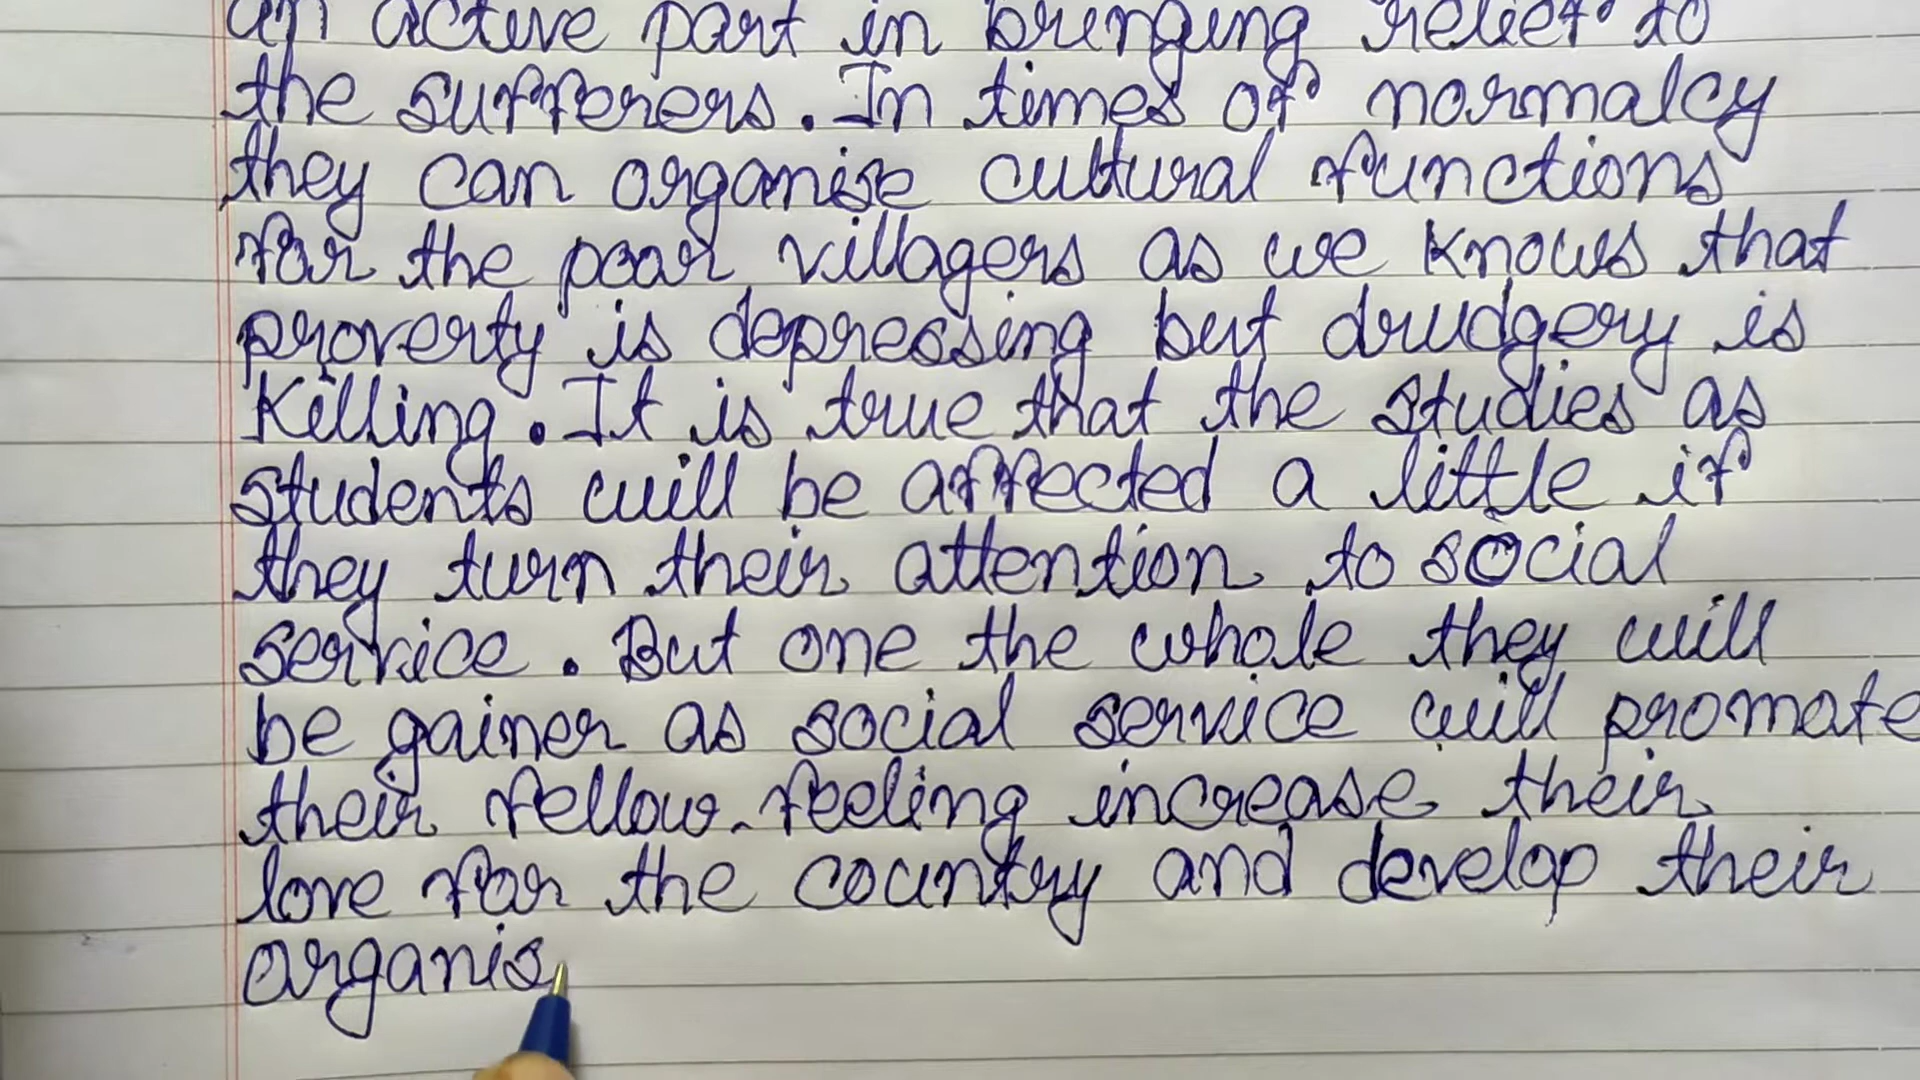 an active part in bringing relief to
the sufferers. In times of normalcy
they can organise cultural functions
for the poor villagers as we knows that
proverty is depressing but drudgery is
killing. It is true that the studies as
students will be affected a little if
they turn their attention to social
service. But one the whole they will
be gainer as social service will promate
their fellow-feeling increase their
love for the country and develop their
organis